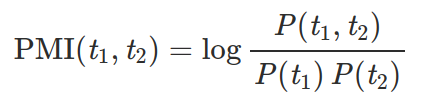 PMI(t₁, t₂) = log P(t₁, t₂) / P(t₁) P(t₂)